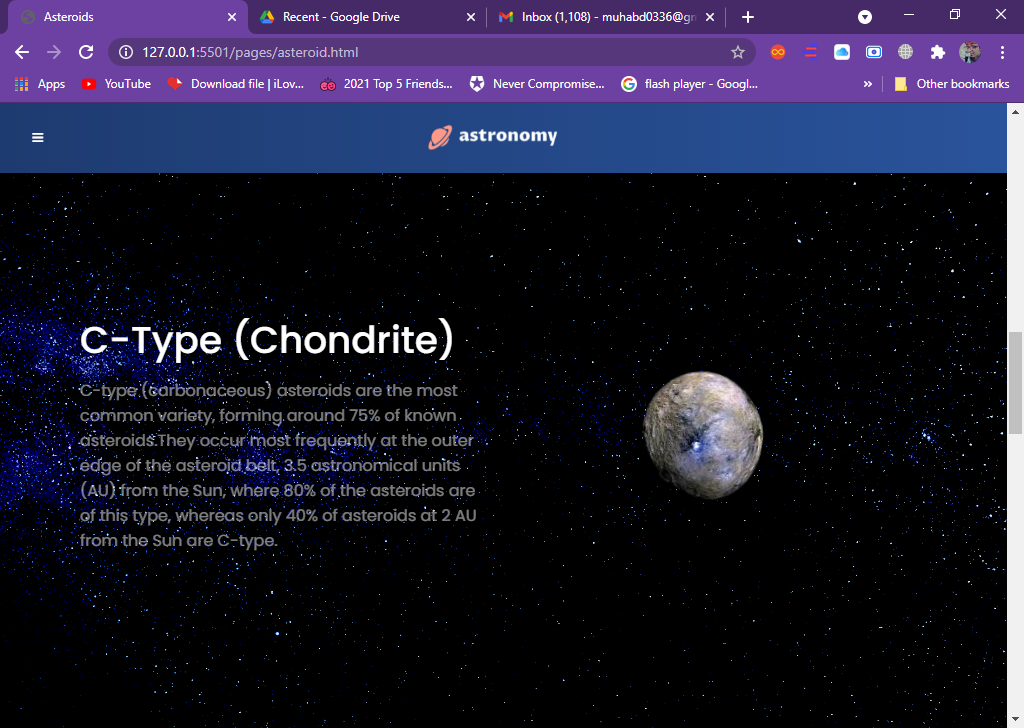 Asteroids
Recent - Google Drive
Inbox (1,108) - muhabd0336@gn
127.0.0.1:5501/pages/asteroid.html
Apps
YouTube
Download file | iLov...
2021 Top 5 Friends...
Never Compromise...
flash player - Googl...
»
Other bookmarks
astronomy
C-Type (Chondrite)
C-type (carbonaceous) asteroids are the most
common variety, forming around 75% of known
asteroids.They occur most frequently at the outer
edge of the asteroid belt, 3.5 astronomical units
(AU) from the Sun, where 80% of the asteroids are
of this type, whereas only 40% of asteroids at 2 AU
from the Sun are C-type.